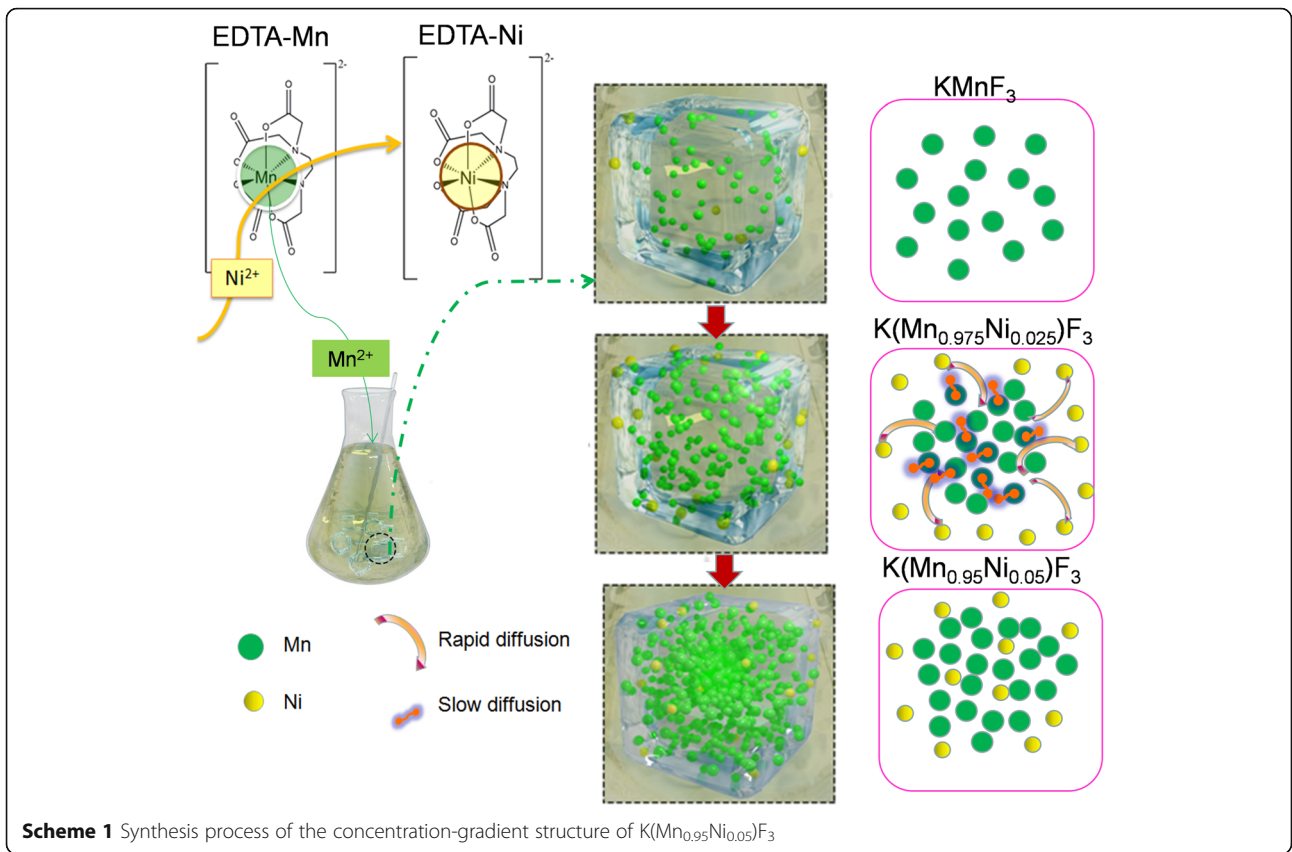 EDTA-Mn
EDTA-Ni
2-
2-
O
O
O
O
O
N
Mn
N
O
O
O
O
O
O
O
N
Ni
N
O
O
O
O
Ni²⁺
Mn²⁺
KMnF₃
K(Mn₀.₉₇₅Ni₀.₀₂₅)F₃
K(Mn₀.₉₅Ni₀.₀₅)F₃
Mn
Rapid diffusion
Ni
Slow diffusion
Scheme 1 Synthesis process of the concentration-gradient structure of K(Mn₀.₉₅Ni₀.₀₅)F₃